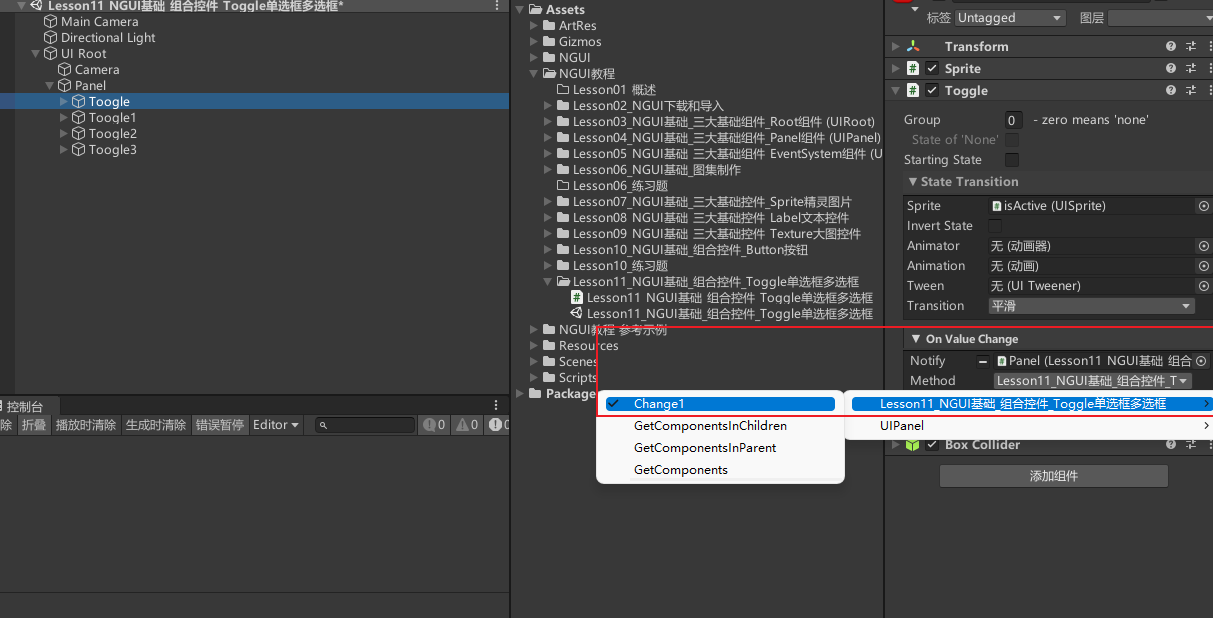 Lesson11_NGUI基础_组合控件_Toggle单选框多选框*
Main Camera
Directional Light
UI Root
Camera
Panel
Toogle
Toogle1
Toogle2
Toogle3
控制台
除 折叠 播放时清除 生成时清除 错误暂停 Editor 0 0 0
Assets
ArtRes
Gizmos
NGUI
NGUI教程
Lesson01_概述
Lesson02_NGUI下载和导入
Lesson03_NGUI基础_三大基础组件_Root组件 (UIRoot)
Lesson04_NGUI基础_三大基础组件_Panel组件 (UIPanel)
Lesson05_NGUI基础_三大基础组件_EventSystem组件 (U
Lesson06_NGUI基础_图集制作
Lesson06_练习题
Lesson07_NGUI基础_三大基础控件_Sprite精灵图片
Lesson08_NGUI基础_三大基础控件_Label文本控件
Lesson09_NGUI基础_三大基础控件_Texture大图控件
Lesson10_NGUI基础_组合控件_Button按钮
Lesson10_练习题
Lesson11_NGUI基础_组合控件_Toggle单选框多选框
Lesson11_NGUI基础_组合控件_Toggle单选框多选框
Lesson11_NGUI基础_组合控件_Toggle单选框多选框
NGUI教程_参考示例
Resources
Scenes
Scripts
Package
标签 Untagged 图层
Transform
Sprite
Toggle
Group 0 - zero means 'none'
State of 'None'
Starting State
State Transition
Sprite isActive (UISprite)
Invert State
Animator 无 (动画器)
Animation 无 (动画)
Tween 无 (UI Tweener)
Transition 平滑
On Value Change
Notify Panel (Lesson11_NGUI基础_组合
Method Lesson11_NGUI基础_组合控件_T
Lesson11_NGUI基础_组合控件_Toggle单选框多选框
UIPanel
Change1
GetComponentsInChildren
GetComponentsInParent
GetComponents
Box Collider
添加组件